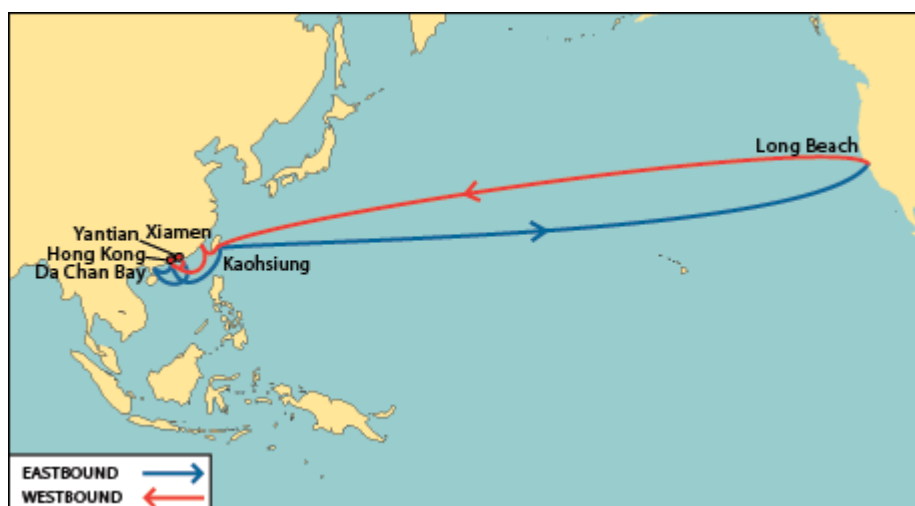 Long Beach
Yantian Xiamen
Hong Kong
Da Chan Bay
Kaohsiung
EASTBOUND
WESTBOUND